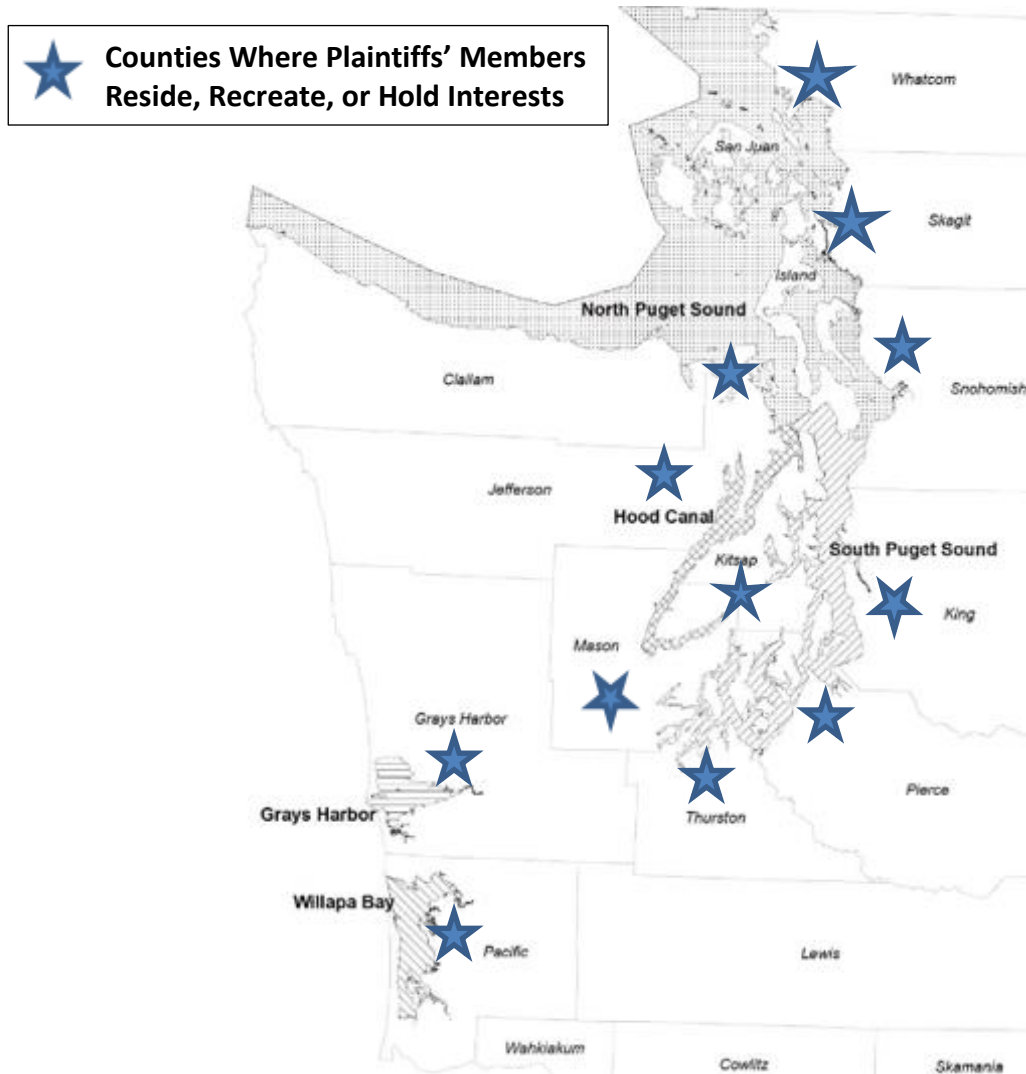 Counties Where Plaintiffs’ Members
Reside, Recreate, or Hold Interests
Whatcom
San Juan
Skagit
Island
North Puget Sound
Clallam
Snohomish
Jefferson
Hood Canal
South Puget Sound
Kitsap
King
Mason
Grays Harbor
Pierce
Grays Harbor
Thurston
Willapa Bay
Pacific
Lewis
Wahkiakum
Cowlitz
Skamania